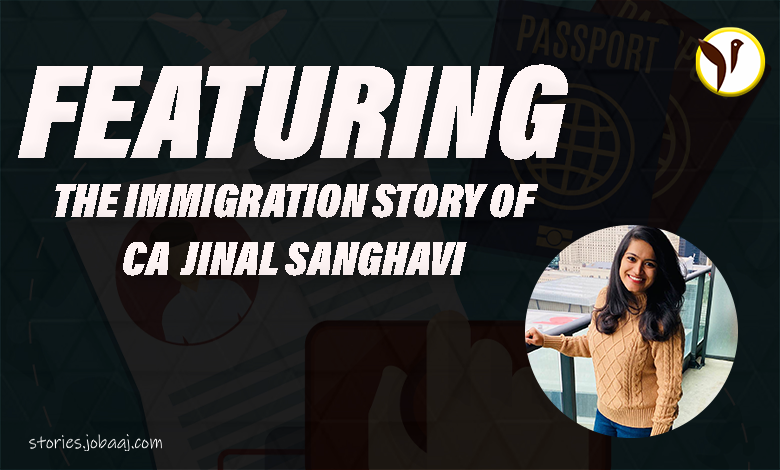 PASSPORT
FEATURING
THE IMMIGRATION STORY OF
CA JINAL SANGHAVI
stories.jobaaj.com